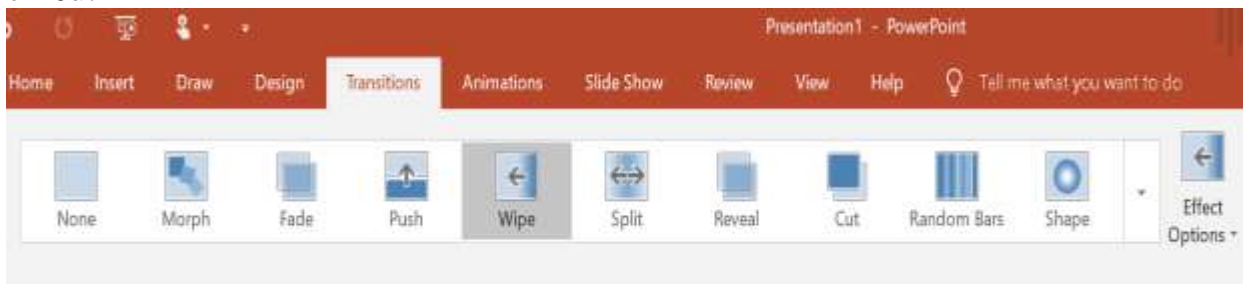 Presentation1 - PowerPoint
Home Insert Draw Design Transitions Animations Slide Show Review View Help Tell me what you want to do
None Morph Fade Push Wipe Split Reveal Cut Random Bars Shape
Effect
Options